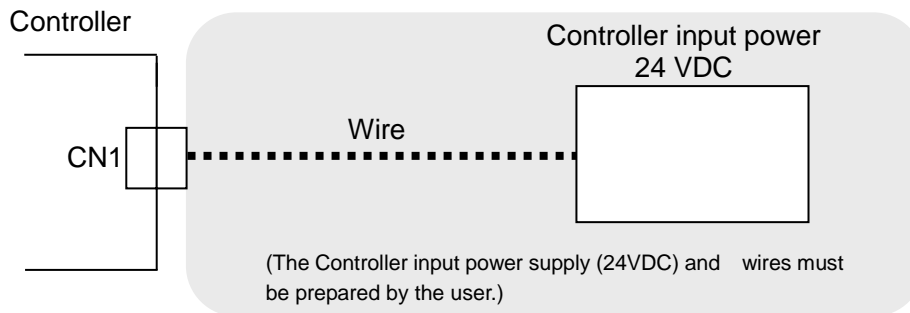 Controller
Controller input power
24 VDC
Wire
CN1
(The Controller input power supply (24VDC) and wires must
be prepared by the user.)